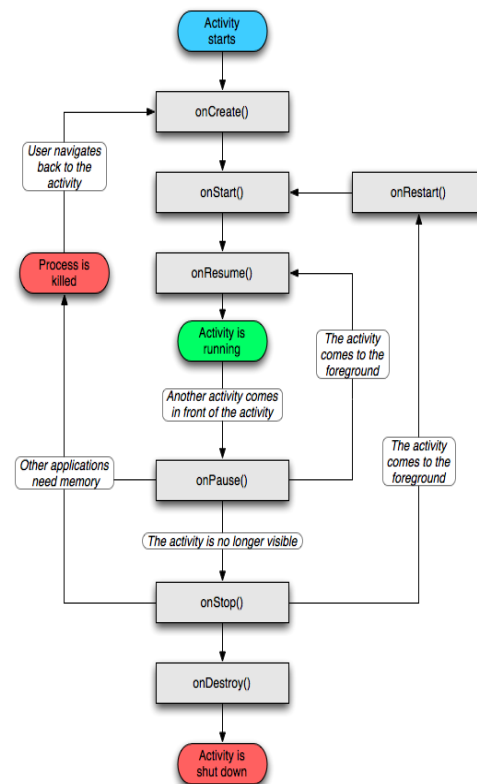 Activity
starts
onCreate()
User navigates
back to the
activity
onStart()
onRestart()
Process is
killed
onResume()
Activity is
running
The activity
comes to the
foreground
Another activity comes
in front of the activity
The activity
comes to the
foreground
Other applications
need memory
onPause()
The activity is no longer visible
onStop()
onDestroy()
Activity is
shut down